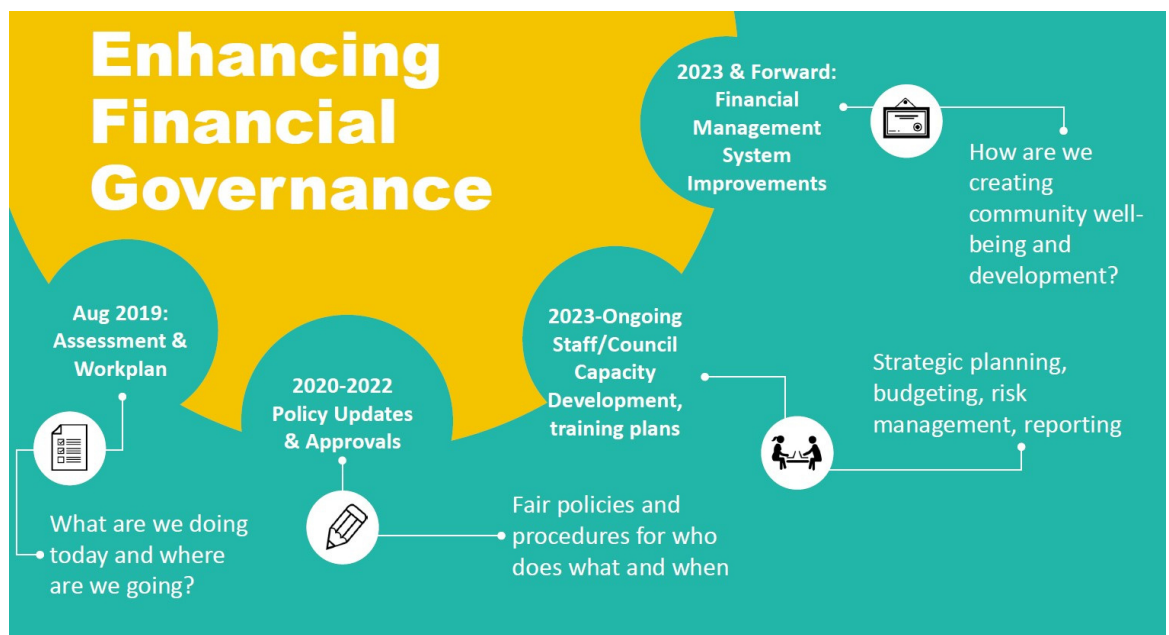 Enhancing
Financial
Governance
Aug 2019:
Assessment &
Workplan
What are we doing
today and where
are we going?
2020-2022
Policy Updates
& Approvals
Fair policies and
procedures for who
does what and when
2023-Ongoing
Staff/Council
Capacity
Development,
training plans
Strategic planning,
budgeting, risk
management, reporting
2023 & Forward:
Financial
Management
System
Improvements
How are we
creating
community well-
being and
development?